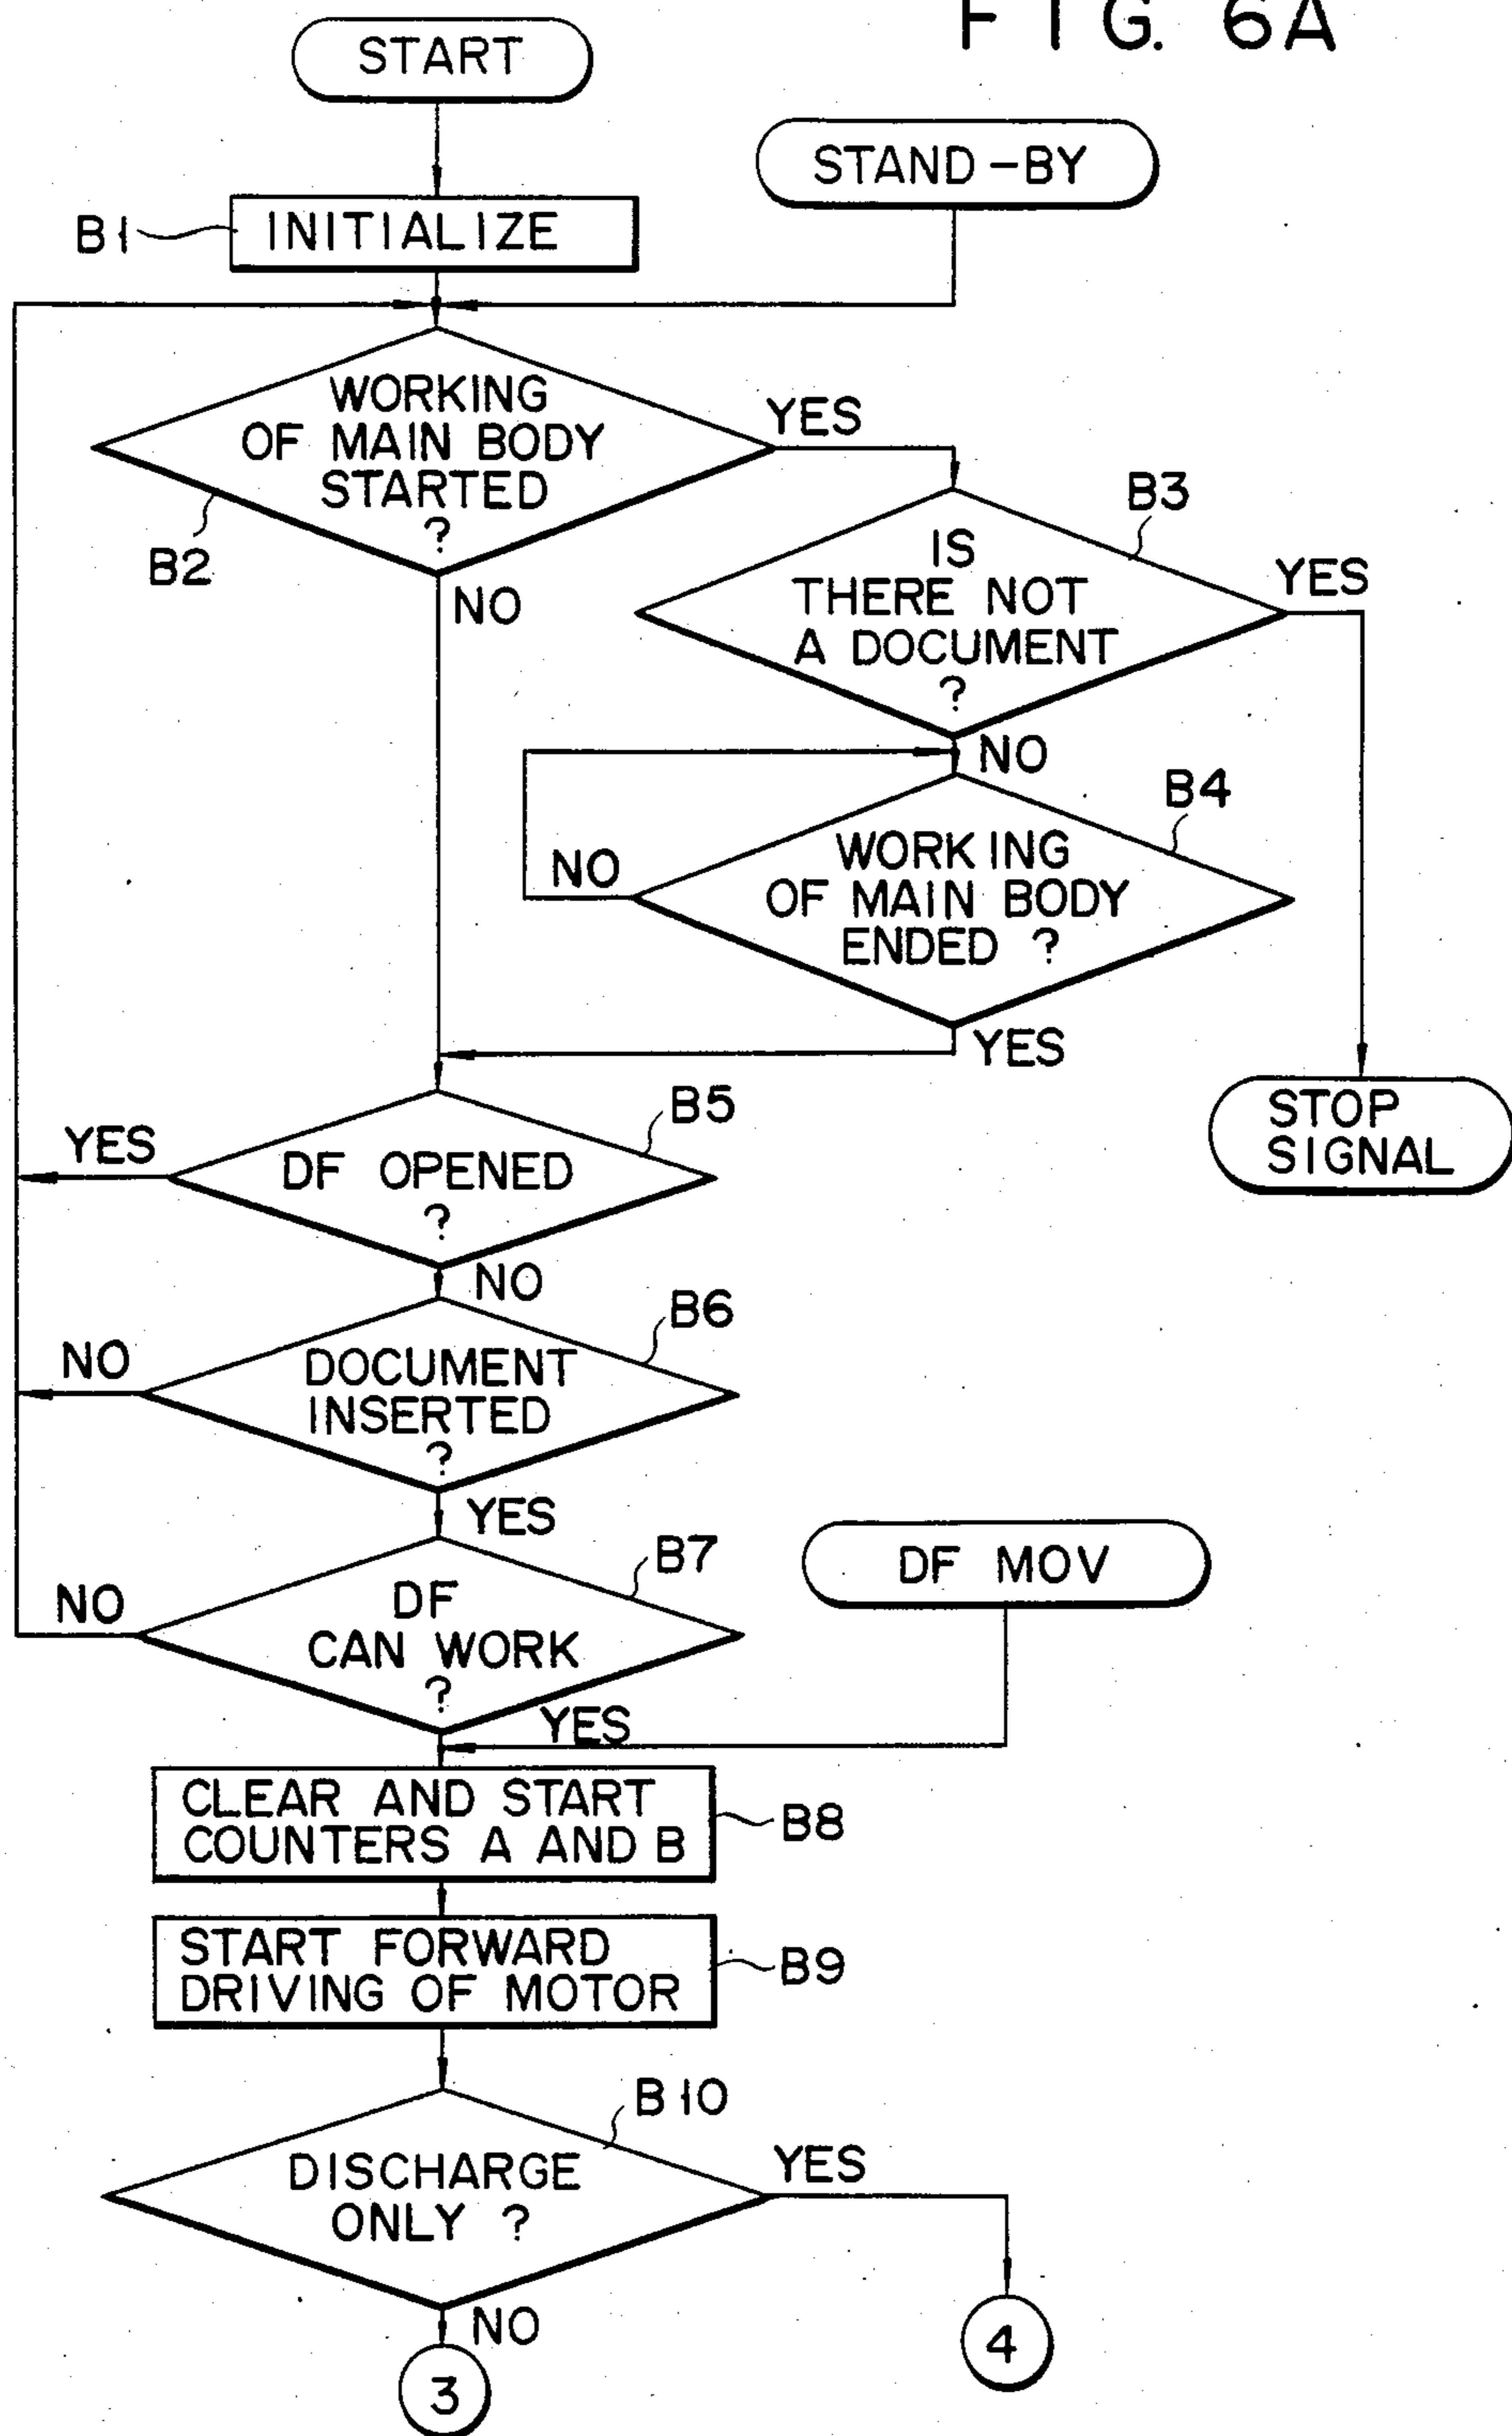 FIG. 6A
START
STAND-BY
B1
INITIALIZE
WORKING
OF MAIN BODY
STARTED
?
YES
B2
NO
B3
IS
THERE NOT
A DOCUMENT
?
YES
NO
B4
WORKING
OF MAIN BODY
ENDED ?
NO
YES
STOP
SIGNAL
B5
YES
DF OPENED
?
NO
B6
NO
DOCUMENT
INSERTED
?
YES
B7
DF MOV
NO
DF
CAN WORK
?
YES
CLEAR AND START
COUNTERS A AND B
B8
START FORWARD
DRIVING OF MOTOR
B9
B10
DISCHARGE
ONLY ?
YES
NO
3
4